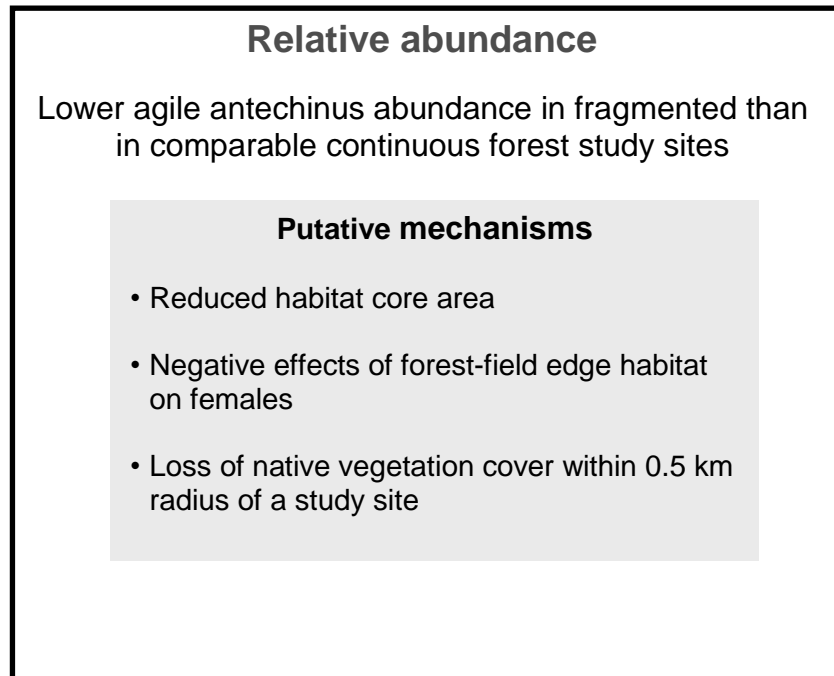 Relative abundance
Lower agile antechinus abundance in fragmented than
in comparable continuous forest study sites
Putative mechanisms
• Reduced habitat core area
• Negative effects of forest-field edge habitat
on females
• Loss of native vegetation cover within 0.5 km
radius of a study site